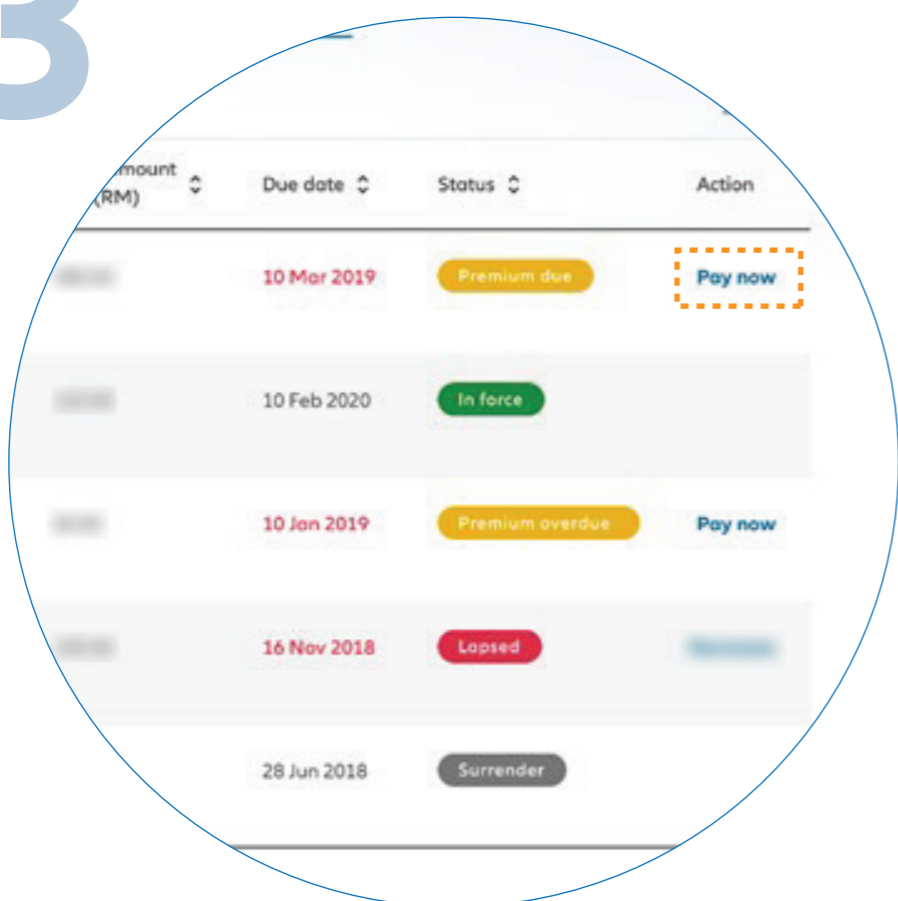 3
mount
(RM)
Due date
Status
Action
10 Mar 2019
Premium due
Pay now
10 Feb 2020
In force
10 Jan 2019
Premium overdue
Pay now
16 Nov 2018
Lapsed
28 Jun 2018
Surrender